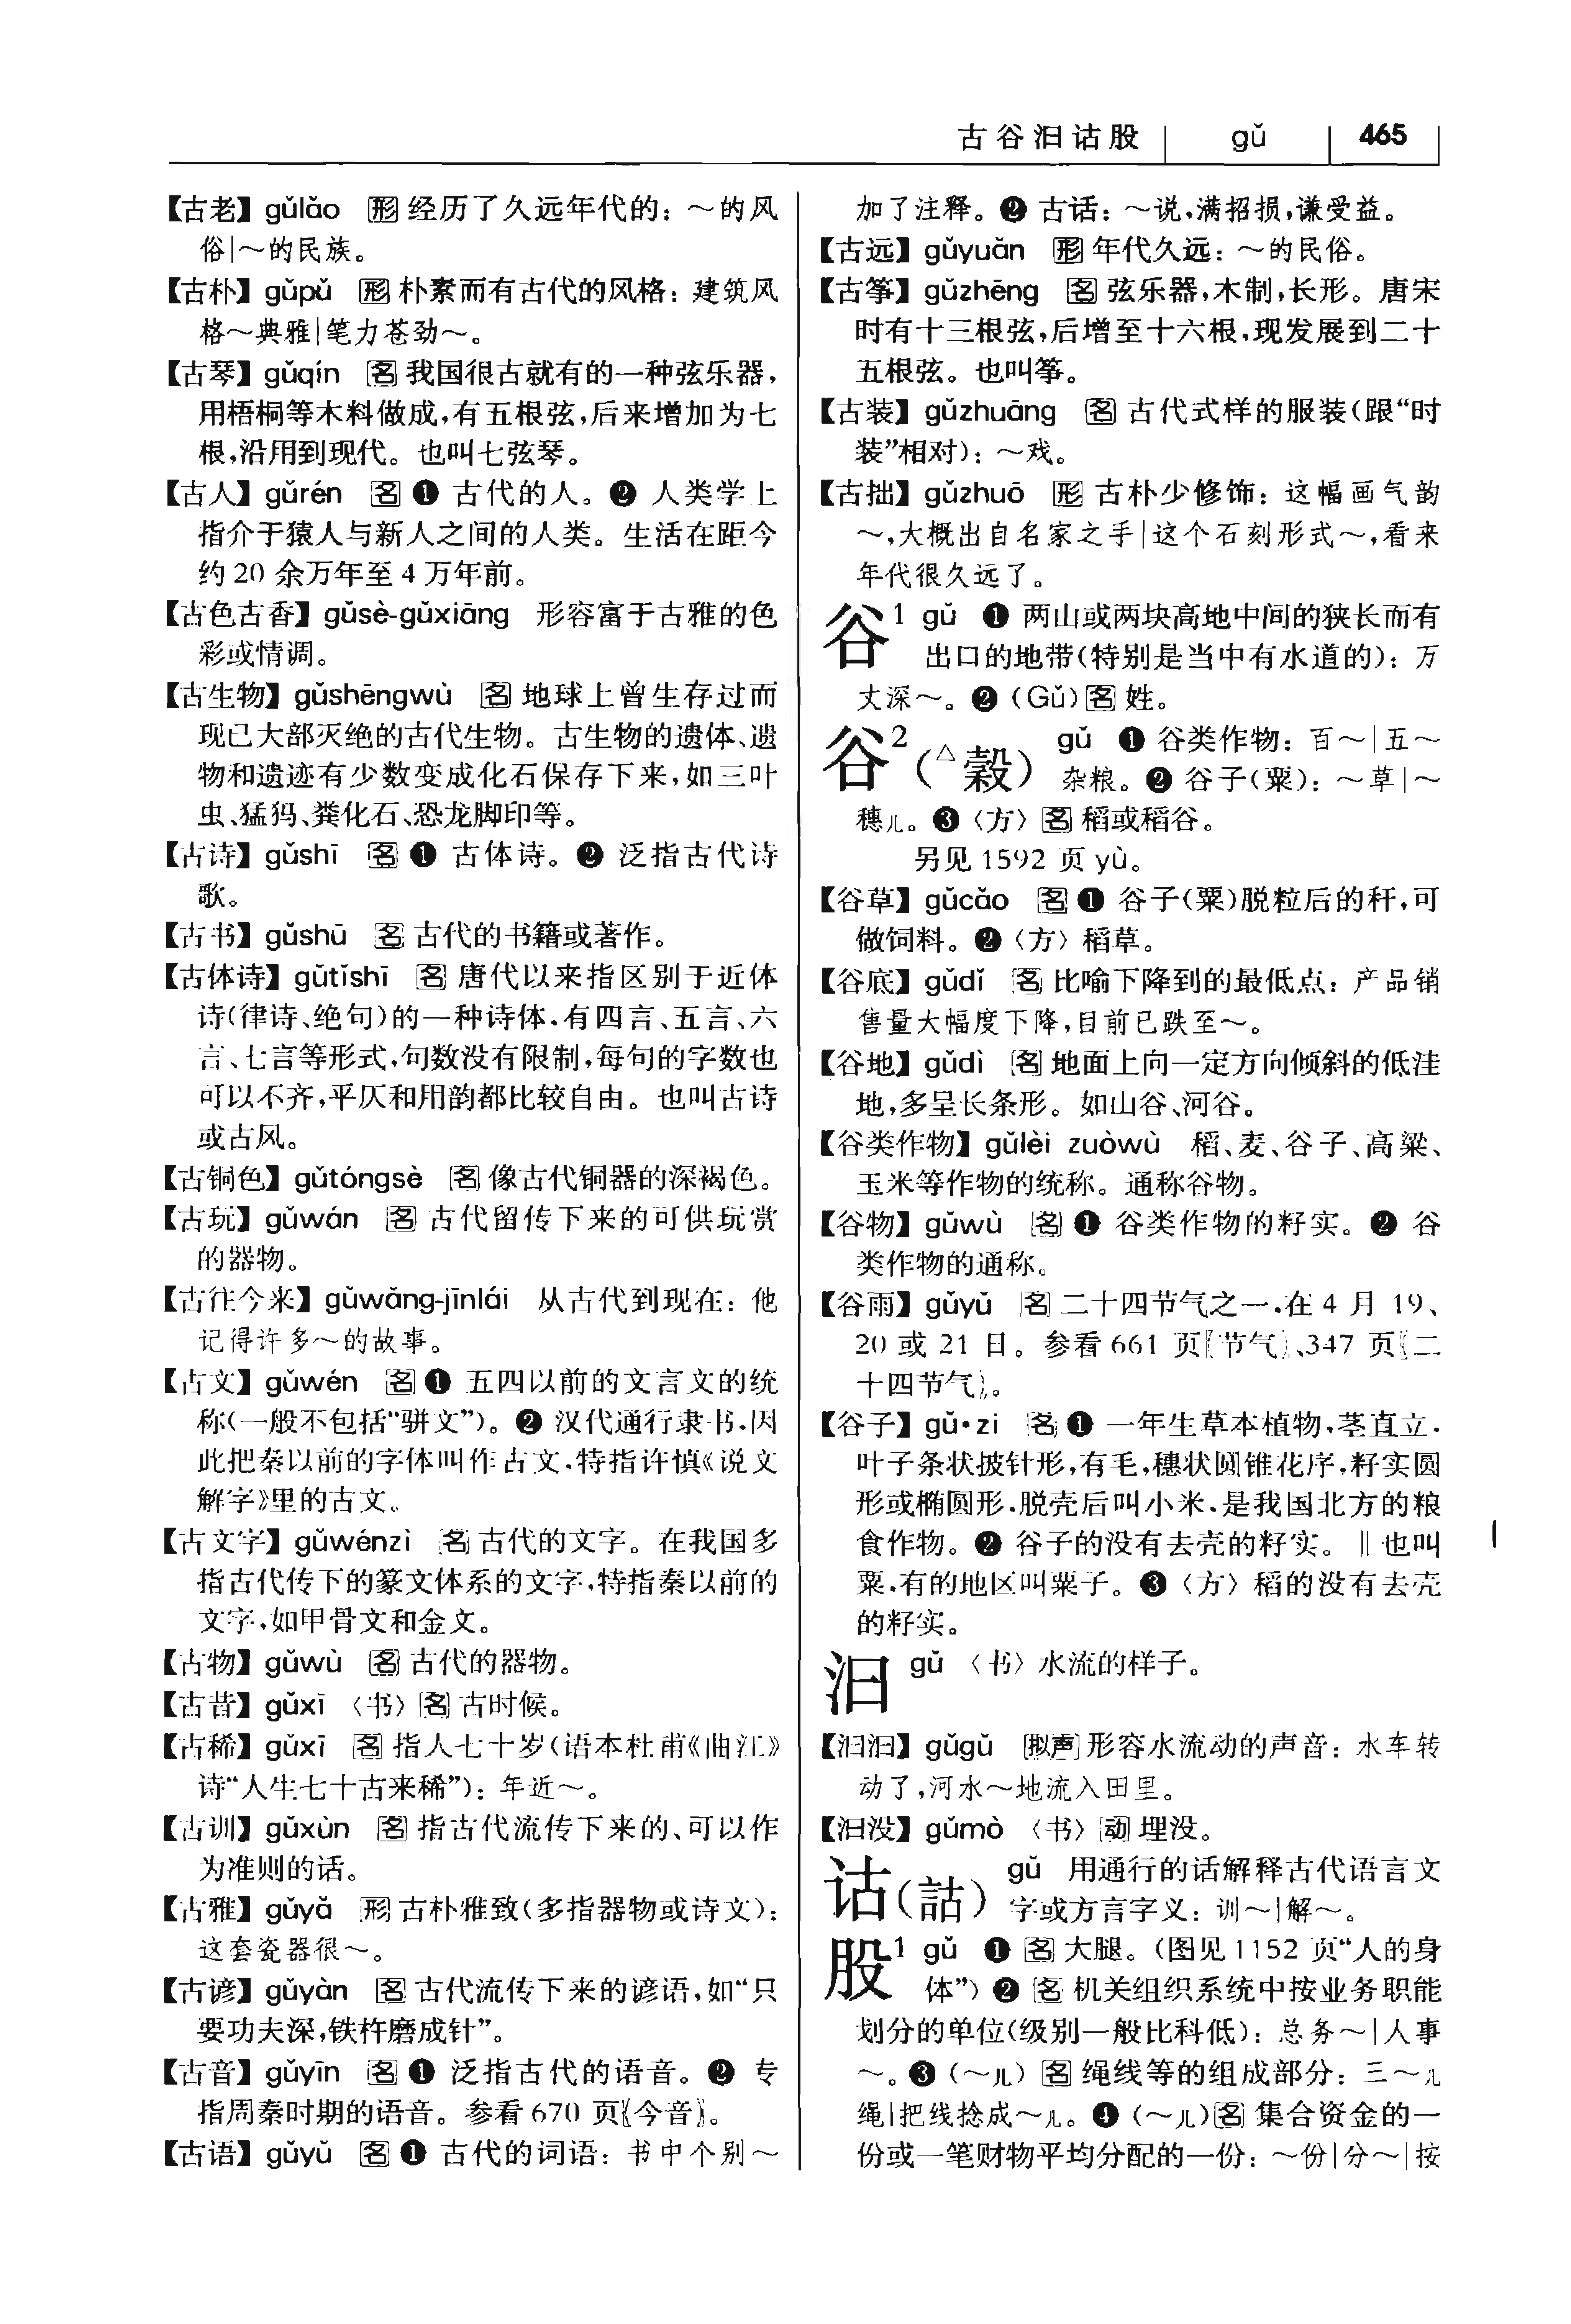 古谷汩诂股 gǔ 465
【古老】 gǔlǎo 形 经历了久远年代的：～的风
俗|～的民族。
【古朴】 gǔpǔ 形 朴素而有古代的风格：建筑风
格～典雅|笔力苍劲～。
【古琴】 gǔqín 名 我国很古就有的一种弦乐器，
用梧桐等木料做成，有五根弦，后来增加为七
根，沿用到现代。也叫七弦琴。
【古人】 gǔrén 名 ❶ 古代的人。❷ 人类学上
指介于猿人与新人之间的人类。生活在距今
约 20 余万年至 4 万年前。
【古色古香】 gǔsè-gǔxiāng 形容富于古雅的色
彩或情调。
【古生物】 gǔshēngwù 名 地球上曾生存过而
现已大部灭绝的古代生物。古生物的遗体、遗
物和遗迹有少数变成化石保存下来，如三叶
虫、猛犸、粪化石、恐龙脚印等。
【古诗】 gǔshī 名 ❶ 古体诗。❷ 泛指古代诗
歌。
【古书】 gǔshū 名 古代的书籍或著作。
【古体诗】 gǔtǐshī 名 唐代以来指区别于近体
诗（律诗、绝句）的一种诗体，有四言、五言、六
言、七言等形式，句数没有限制，每句的字数也
可以不齐，平仄和用韵都比较自由。也叫古诗
或古风。
【古铜色】 gǔtóngsè 名 像古代铜器的深褐色。
【古玩】 gǔwán 名 古代留传下来的可供玩赏
的器物。
【古往今来】 gǔwǎng-jīnlái 从古代到现在：他
记得许多～的故事。
【古文】 gǔwén 名 ❶ 五四以前的文言文的统
称（一般不包括“骈文”）。❷ 汉代通行隶书，因
此把秦以前的字体叫作古文，特指许慎《说文
解字》里的古文。
【古文字】 gǔwénzì 名 古代的文字。在我国多
指古代传下的篆文体系的文字，特指秦以前的
文字，如甲骨文和金文。
【古物】 gǔwù 名 古代的器物。
【古昔】 gǔxī 〈书〉 名 古时候。
【古稀】 gǔxī 名 指人七十岁（语本杜甫《曲江》
诗“人生七十古来稀”）：年近～。
【古训】 gǔxùn 名 指古代流传下来的、可以作
为准则的话。
【古雅】 gǔyǎ 形 古朴雅致（多指器物或诗文）：
这套瓷器很～。
【古谚】 gǔyàn 名 古代流传下来的谚语，如“只
要功夫深，铁杵磨成针”。
【古音】 gǔyīn 名 ❶ 泛指古代的语音。❷ 专
指周秦时期的语音。参看 670 页〖今音〗。
【古语】 gǔyǔ 名 ❶ 古代的词语：书中个别～
加了注释。❷ 古话：～说，满招损，谦受益。
【古远】 gǔyuǎn 形 年代久远：～的民俗。
【古筝】 gǔzhēng 名 弦乐器，木制，长形。唐宋
时有十三根弦，后增至十六根，现发展到二十
五根弦。也叫筝。
【古装】 gǔzhuāng 名 古代式样的服装（跟“时
装”相对）：～戏。
【古拙】 gǔzhuō 形 古朴少修饰：这幅画气韵
～，大概出自名家之手|这个石刻形式～，看来
年代很久远了。
谷1 gǔ ❶ 两山或两块高地中间的狭长而有
出口的地带（特别是当中有水道的）：万
丈深～。❷（Gǔ）名 姓。
谷2（△穀） gǔ ❶ 谷类作物：百～|五～
杂粮。❷ 谷子（粟）：～草|～
穗儿。❸〈方〉名 稻或稻谷。
另见 1592 页 yù。
【谷草】 gǔcǎo 名 ❶ 谷子（粟）脱粒后的秆，可
做饲料。❷〈方〉稻草。
【谷底】 gǔdǐ 名 比喻下降到的最低点：产品销
售量大幅度下降，目前已跌至～。
【谷地】 gǔdì 名 地面上向一定方向倾斜的低洼
地，多呈长条形。如山谷、河谷。
【谷类作物】 gǔlèi zuòwù 稻、麦、谷子、高粱、
玉米等作物的统称。通称谷物。
【谷物】 gǔwù 名 ❶ 谷类作物的籽实。❷ 谷
类作物的通称。
【谷雨】 gǔyǔ 名 二十四节气之一，在 4 月 19、
20 或 21 日。参看 661 页〖节气〗、347 页〖二
十四节气〗。
【谷子】 gǔ•zi 名 ❶ 一年生草本植物，茎直立，
叶子条状披针形，有毛，穗状圆锥花序，籽实圆
形或椭圆形，脱壳后叫小米，是我国北方的粮
食作物。❷ 谷子的没有去壳的籽实。‖也叫
粟，有的地区叫粟子。❸〈方〉稻的没有去壳
的籽实。
汩 gǔ 〈书〉水流的样子。
【汩汩】 gǔgǔ 拟声 形容水流动的声音：水车转
动了，河水～地流入田里。
【汩没】 gǔmò 〈书〉 动 埋没。
诂（詁） gǔ 用通行的话解释古代语言文
字或方言字义：训～|解～。
股1 gǔ ❶ 名 大腿。（图见 1152 页“人的身
体”）❷ 名 机关组织系统中按业务职能
划分的单位（级别一般比科低）：总务～|人事
～。❸（～儿）名 绳线等的组成部分：三～儿
绳|把线捻成～儿。❹（～儿）名 集合资金的一
份或一笔财物平均分配的一份：～份|分～|按